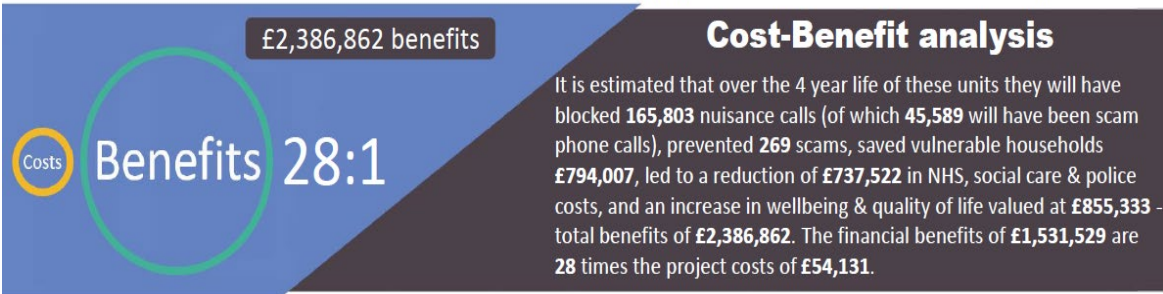 £2,386,862 benefits
Costs
Benefits 28:1
Cost-Benefit analysis
It is estimated that over the 4 year life of these units they will have
blocked 165,803 nuisance calls (of which 45,589 will have been scam
phone calls), prevented 269 scams, saved vulnerable households
£794,007, led to a reduction of £737,522 in NHS, social care & police
costs, and an increase in wellbeing & quality of life valued at £855,333 -
total benefits of £2,386,862. The financial benefits of £1,531,529 are
28 times the project costs of £54,131.